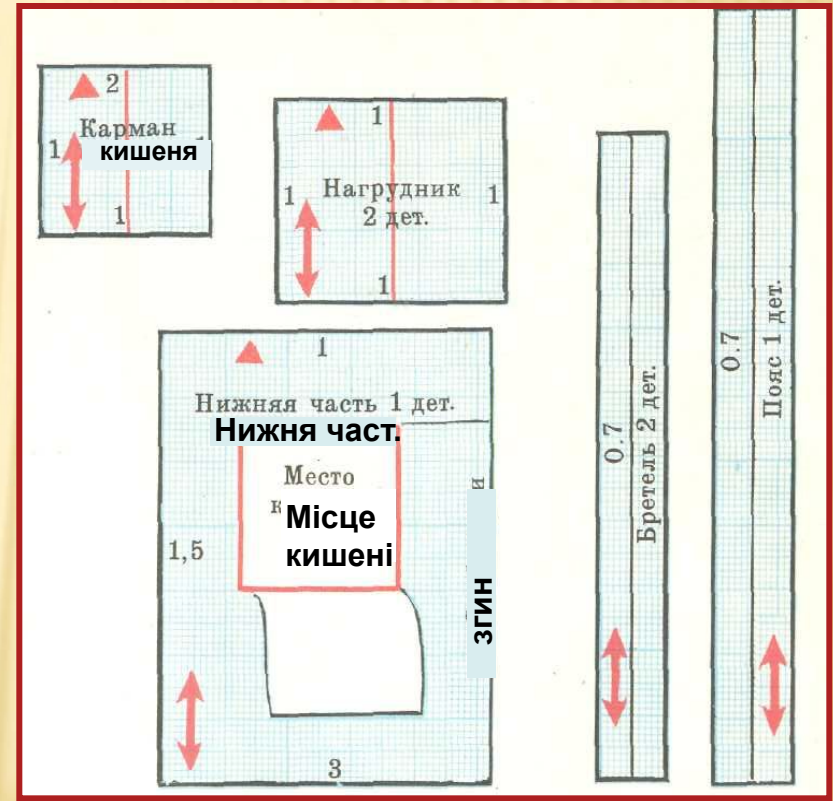 2
Карман
1
кишеня
1
1
Нагрудник
1
1
2 дет.
1
1
Нижняя часть 1 дет.
Нижня част.
Место
Місце
кишені
1,5
згин
3
0.7
Бретель 2 дет.
0.7
Пояс 1 дет.